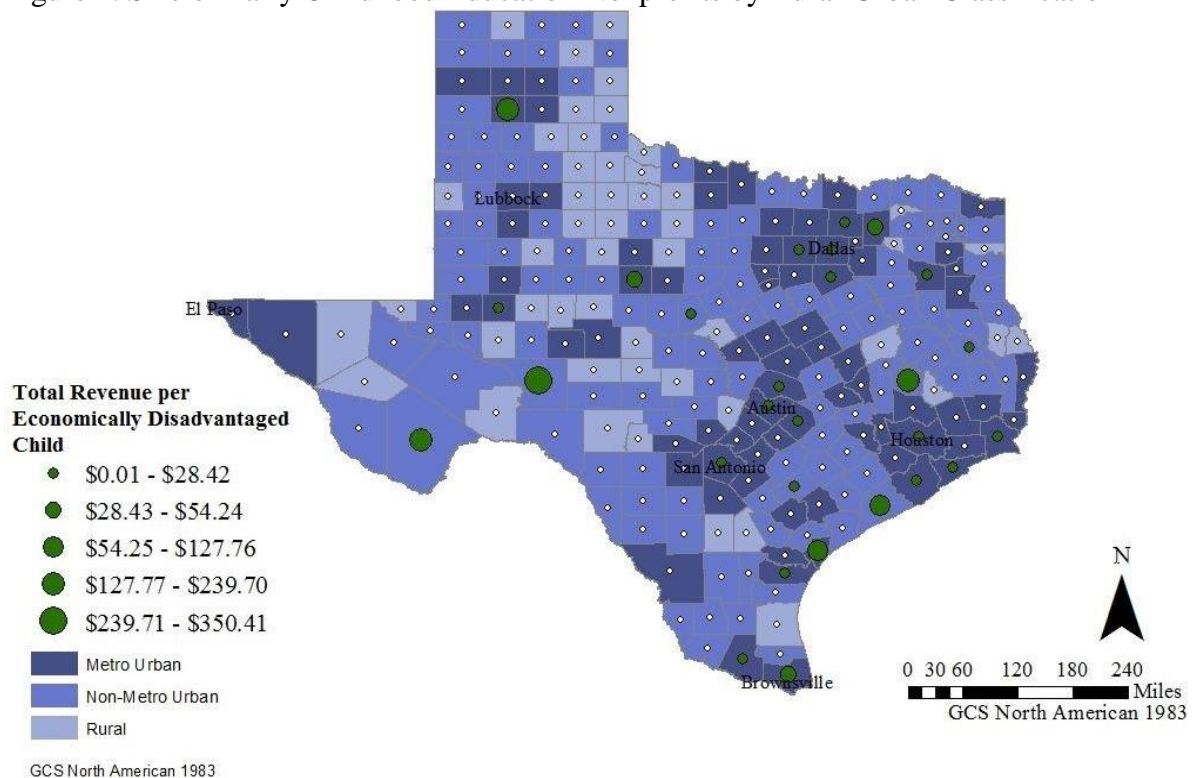 Lubbock
Dallas
El Paso
Austin
Houston
San Antonio
Brownsville
Total Revenue per
Economically Disadvantaged
Child
$0.01 - $28.42
$28.43 - $54.24
$54.25 - $127.76
$127.77 - $239.70
$239.71 - $350.41
Metro Urban
Non-Metro Urban
Rural
GCS North American 1983
N
0 30 60 120 180 240
Miles
GCS North American 1983